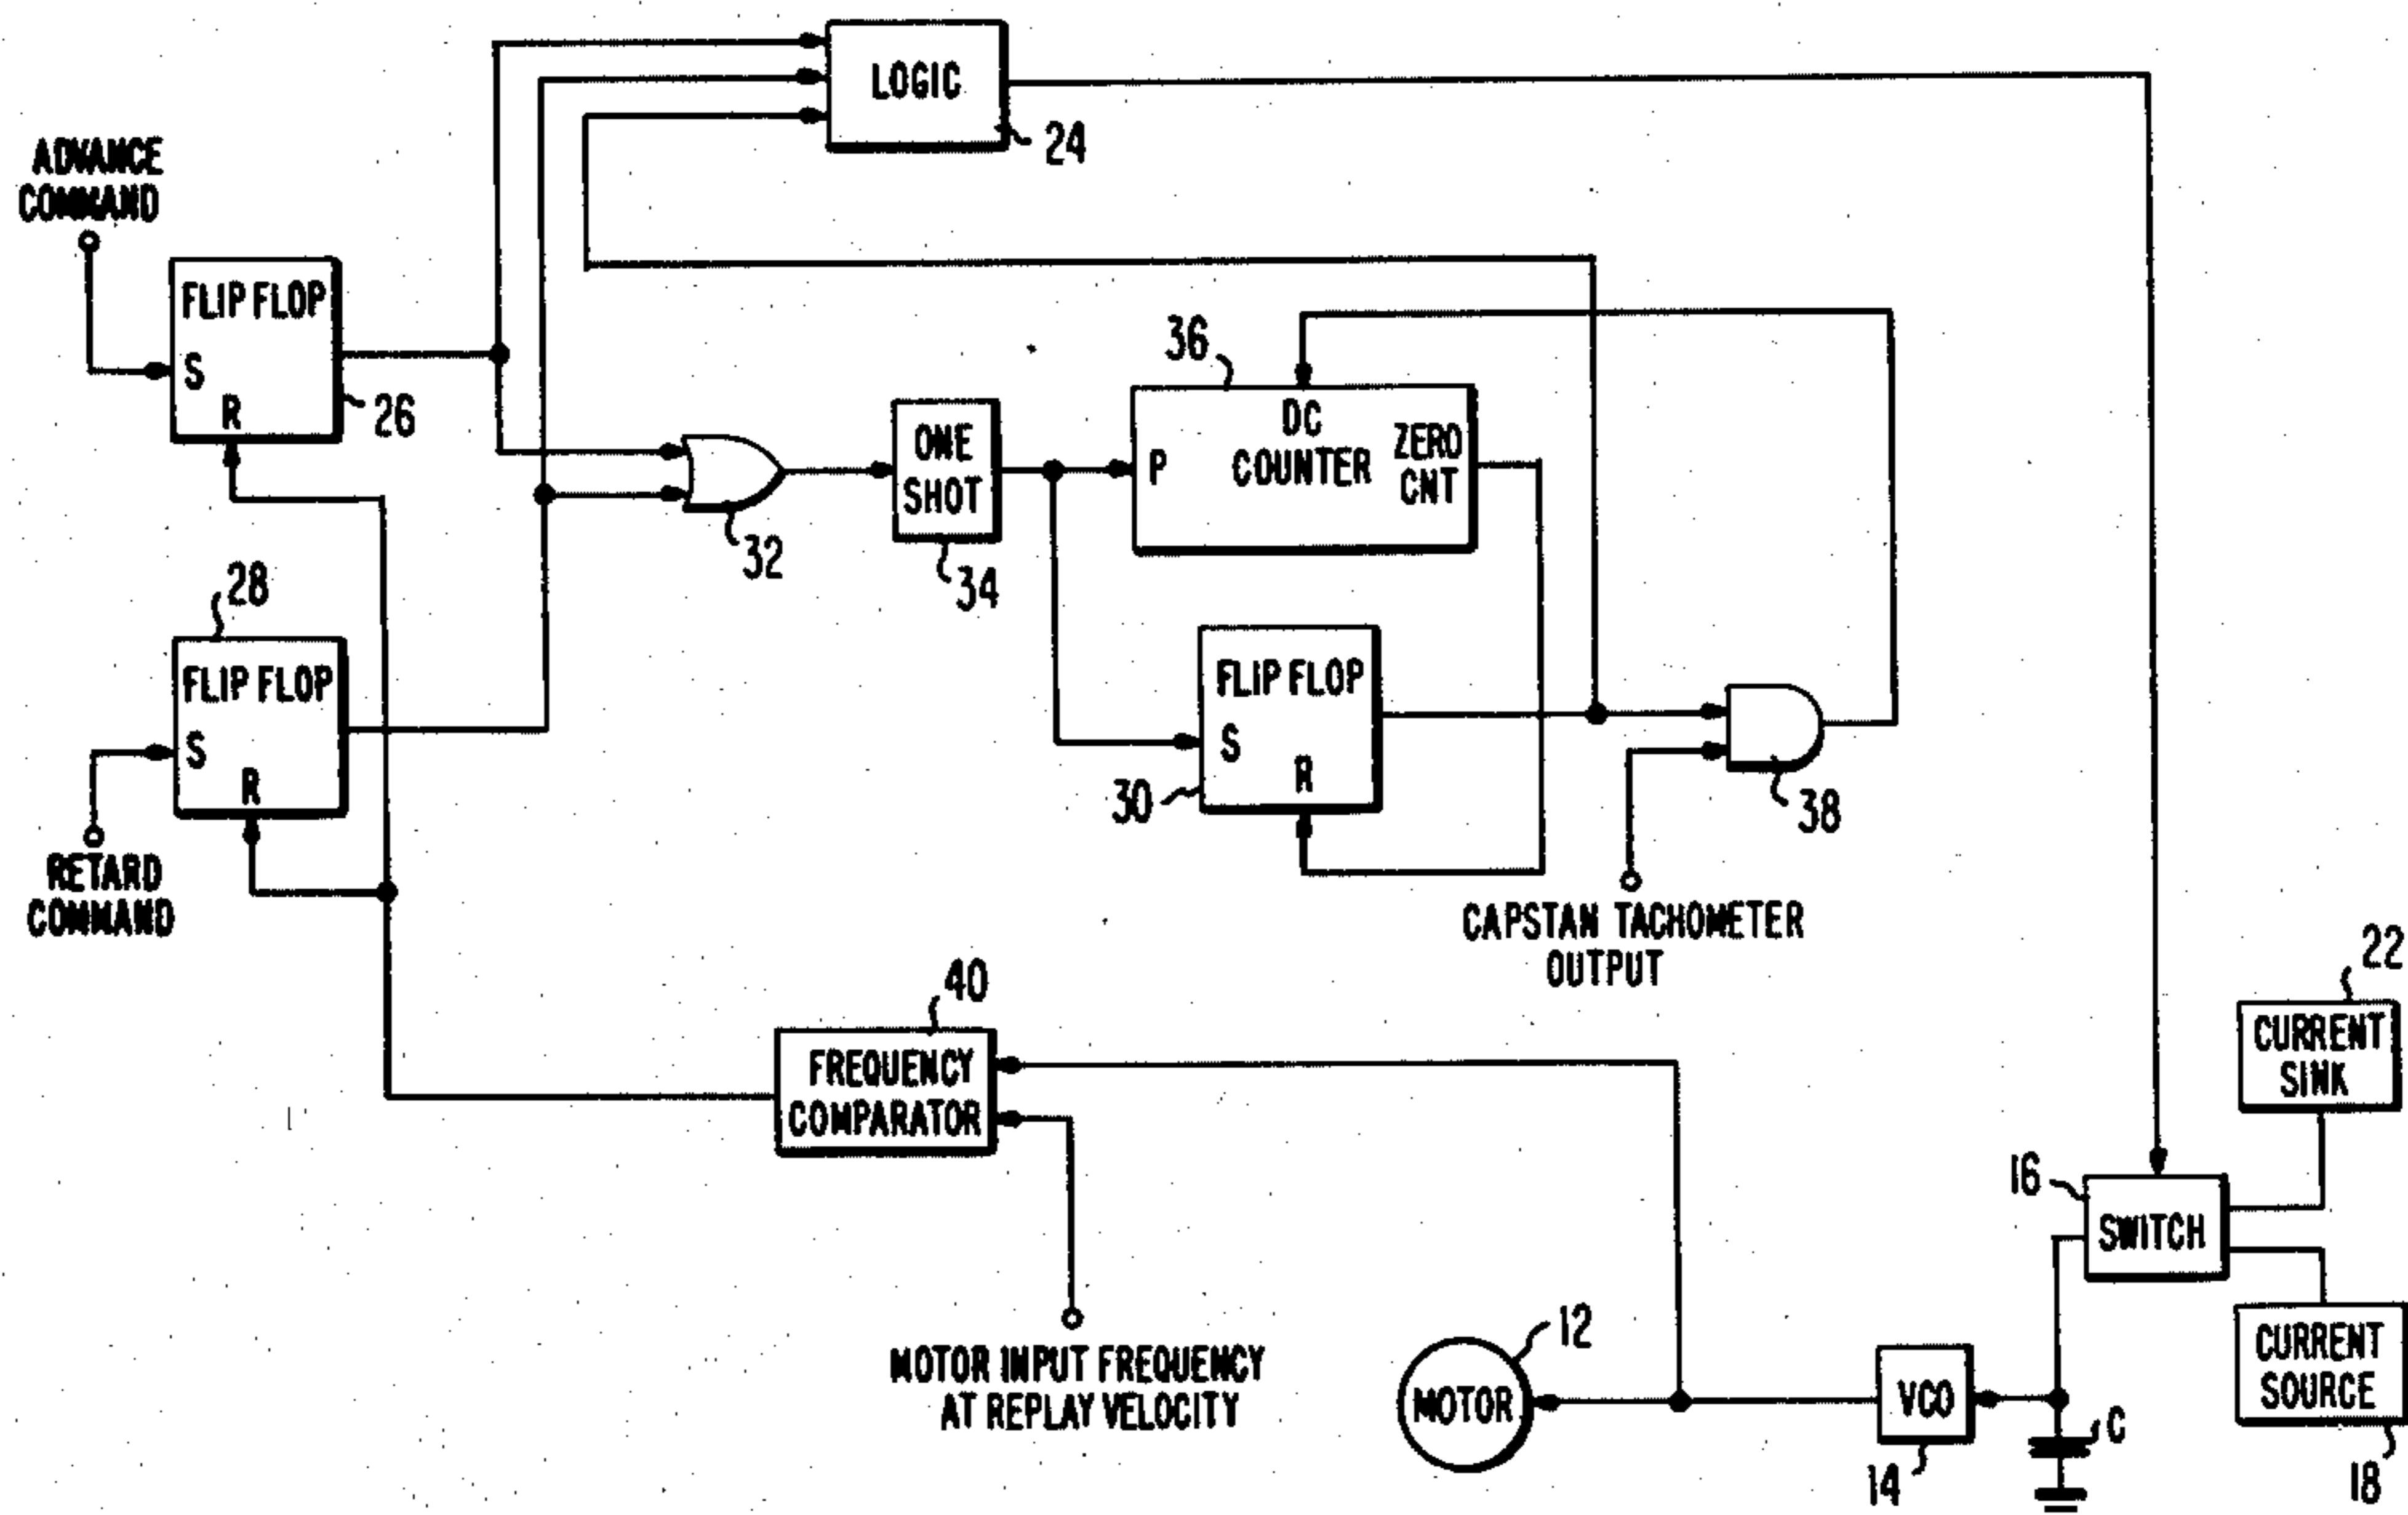 LOGIC
24
ADVANCE
COMMAND
FLIP FLOP
S
R
26
36
DC
COUNTER
P
ZERO
CNT
ONE
SHOT
32
34
28
FLIP FLOP
S
R
RETARD
COMMAND
FLIP FLOP
S
R
30
38
CAPSTAN TACHOMETER
OUTPUT
40
FREQUENCY
COMPARATOR
22
CURRENT
SINK
16
SWITCH
MOTOR INPUT FREQUENCY
AT REPLAY VELOCITY
12
MOTOR
VCO
14
C
CURRENT
SOURCE
18